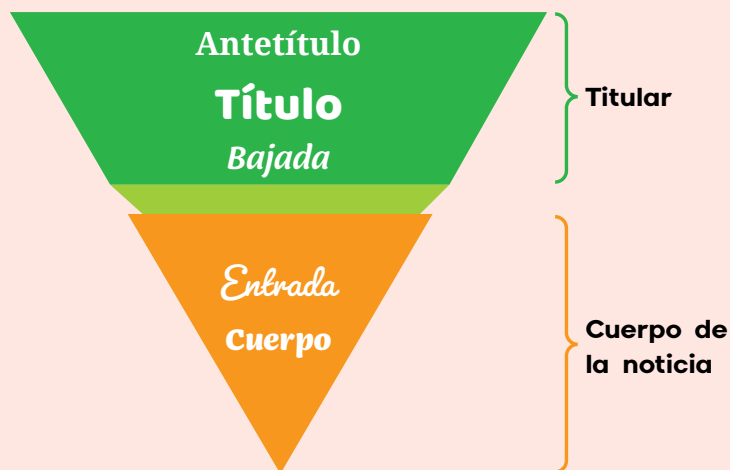 Antetítulo
Título
Bajada
Titular
Entrada
Cuerpo
Cuerpo de
la noticia